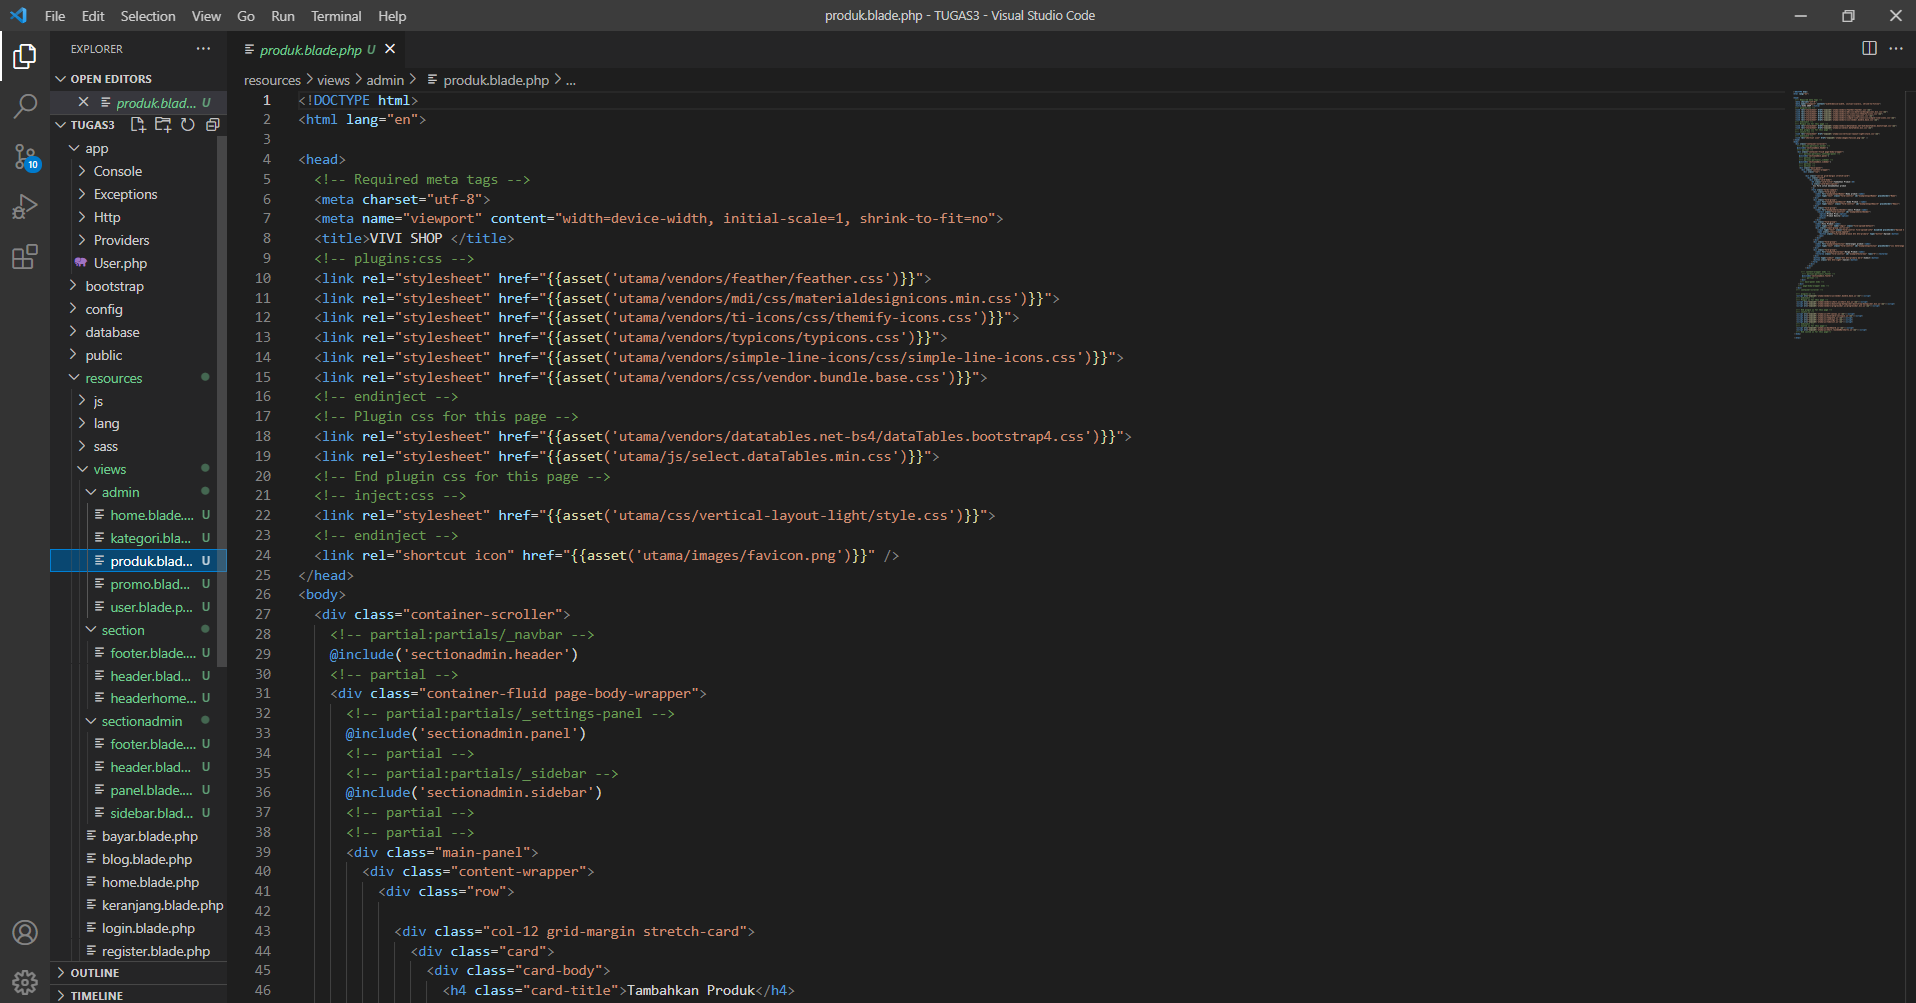 File Edit Selection View Go Run Terminal Help
produk.blade.php - TUGAS3 - Visual Studio Code
EXPLORER
OPEN EDITORS
produk.blad... U
TUGAS3
app
Console
Exceptions
Http
Providers
User.php
bootstrap
config
database
public
resources
js
lang
sass
views
admin
home.blade.... U
kategori.bla... U
produk.blad... U
promo.blad... U
user.blade.p... U
section
footer.blade.... U
header.blad... U
headerhome... U
sectionadmin
footer.blade.... U
header.blad... U
panel.blade.... U
sidebar.blad... U
bayar.blade.php
blog.blade.php
home.blade.php
keranjang.blade.php
login.blade.php
register.blade.php
OUTLINE
TIMELINE
10
produk.blade.php U
resources > views > admin > produk.blade.php > ...
1 <!DOCTYPE html>
2 <html lang="en">
3
4 <head>
5 <!-- Required meta tags -->
6 <meta charset="utf-8">
7 <meta name="viewport" content="width=device-width, initial-scale=1, shrink-to-fit=no">
8 <title>VIVI SHOP </title>
9 <!-- plugins:css -->
10 <link rel="stylesheet" href="{{asset('utama/vendors/feather/feather.css')}}">
11 <link rel="stylesheet" href="{{asset('utama/vendors/mdi/css/materialdesignicons.min.css')}}">
12 <link rel="stylesheet" href="{{asset('utama/vendors/ti-icons/css/themify-icons.css')}}">
13 <link rel="stylesheet" href="{{asset('utama/vendors/typicons/typicons.css')}}">
14 <link rel="stylesheet" href="{{asset('utama/vendors/simple-line-icons/css/simple-line-icons.css')}}">
15 <link rel="stylesheet" href="{{asset('utama/vendors/css/vendor.bundle.base.css')}}">
16 <!-- endinject -->
17 <!-- Plugin css for this page -->
18 <link rel="stylesheet" href="{{asset('utama/vendors/datatables.net-bs4/dataTables.bootstrap4.css')}}">
19 <link rel="stylesheet" href="{{asset('utama/js/select.dataTables.min.css')}}">
20 <!-- End plugin css for this page -->
21 <!-- inject:css -->
22 <link rel="stylesheet" href="{{asset('utama/css/vertical-layout-light/style.css')}}">
23 <!-- endinject -->
24 <link rel="shortcut icon" href="{{asset('utama/images/favicon.png')}}" />
25 </head>
26 <body>
27 <div class="container-scroller">
28 <!-- partial:partials/_navbar -->
29 @include('sectionadmin.header')
30 <!-- partial -->
31 <div class="container-fluid page-body-wrapper">
32 <!-- partial:partials/_settings-panel -->
33 @include('sectionadmin.panel')
34 <!-- partial -->
35 <!-- partial:partials/_sidebar -->
36 @include('sectionadmin.sidebar')
37 <!-- partial -->
38 <!-- partial -->
39 <div class="main-panel">
40 <div class="content-wrapper">
41 <div class="row">
42
43 <div class="col-12 grid-margin stretch-card">
44 <div class="card">
45 <div class="card-body">
46 <h4 class="card-title">Tambahkan Produk</h4>